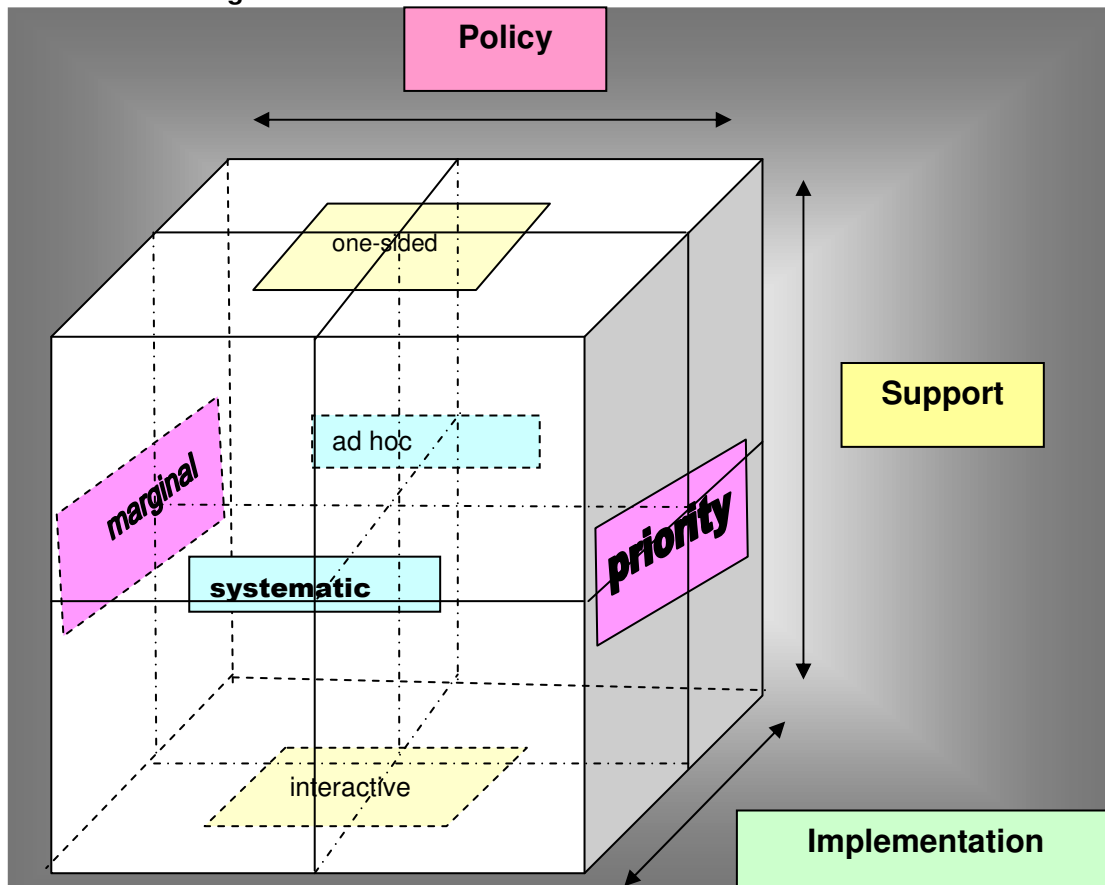 Policy
one-sided
Support
ad hoc
marginal
priority
systematic
interactive
Implementation